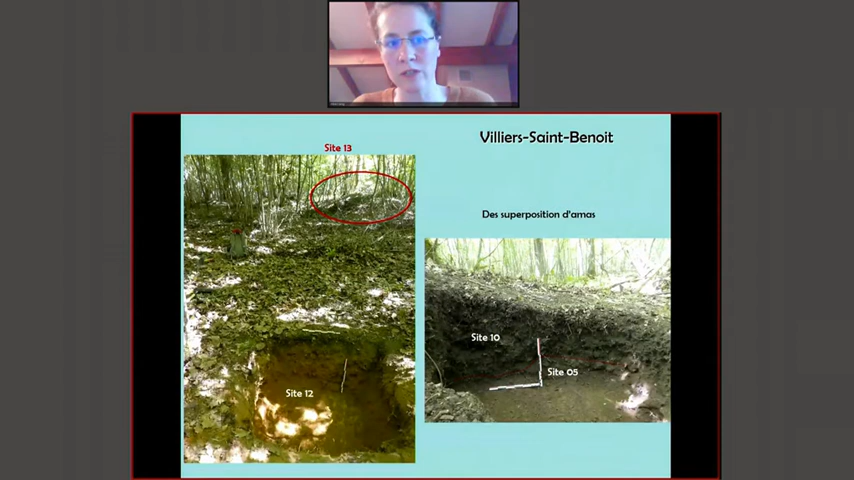 Villiers-Saint-Benoit
Site 13
Des superposition d'amas
Site 10
Site 05
Site 12